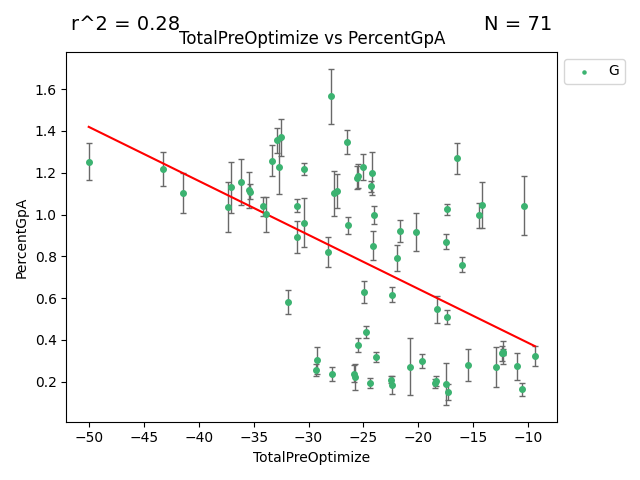 r^2 = 0.28
N = 71
TotalPreOptimize vs PercentGpA
G
PercentGpA
1.6
1.4
1.2
1.0
0.8
0.6
0.4
0.2
−50
−45
−40
−35
−30
−25
−20
−15
−10
TotalPreOptimize